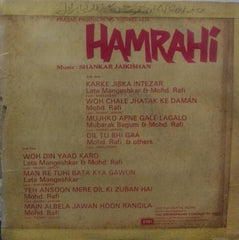 PRASAD PRODUCTIONS
HAMRAHI
Music: SHANKAR JAIKISHAN
KARKE JISKA INTEZAR
Lata Mangeshkar & Mohd. Rafi
WOH CHALE JHATAK KE DAMAN
Mohd. Rafi
MUJHKO APNE GALE LAGALO
Mubarak Begum & Mohd. Rafi
DIL TU BHI GAA
Mohd. Rafi & others
WOH DIN YAAD KARO
Lata Mangeshkar & Mohd. Rafi
MAN RE TUHI BATA KYA GAWUN
Lata Mangeshkar
YEH ANSOON MERE DIL KI ZUBAN HAI
Mohd. Rafi
MAIN ALBELA JAWAN HOON RANGILA
Mohd. Rafi
EMI